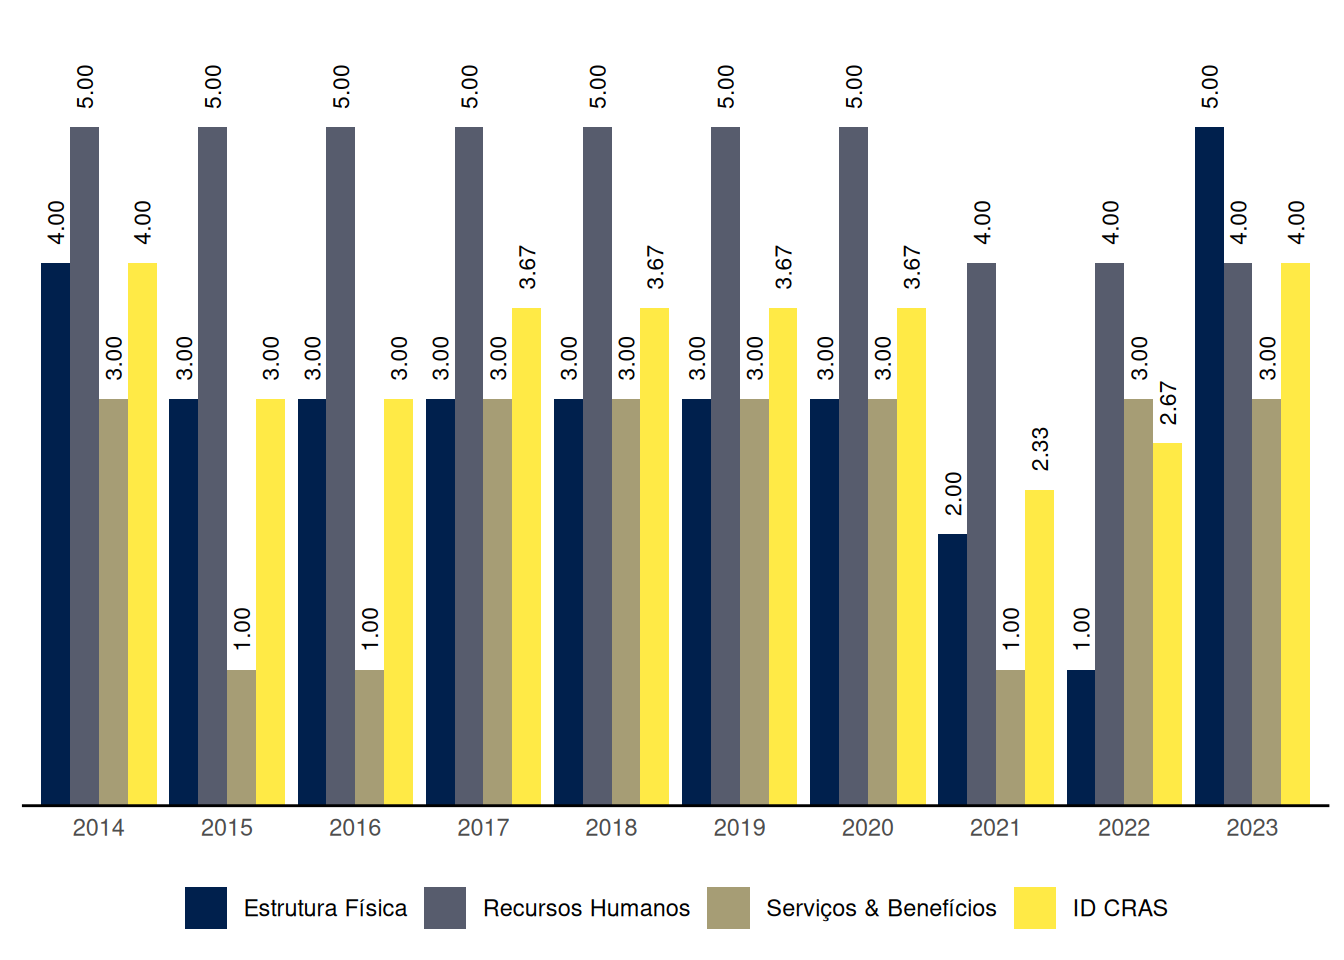 5.00 5.00 5.00 5.00 5.00 5.00 5.00 5.00
4.00 4.00 4.00 4.00 4.00 4.00
3.67 3.67 3.67 3.67
3.00 3.00 3.00 3.00 3.00 3.00 3.00 3.00 3.00 3.00 3.00 3.00 3.00 3.00 3.00
2.67
2.33
2.00
1.00 1.00 1.00 1.00
2014 2015 2016 2017 2018 2019 2020 2021 2022 2023
Estrutura Física Recursos Humanos Serviços & Benefícios ID CRAS